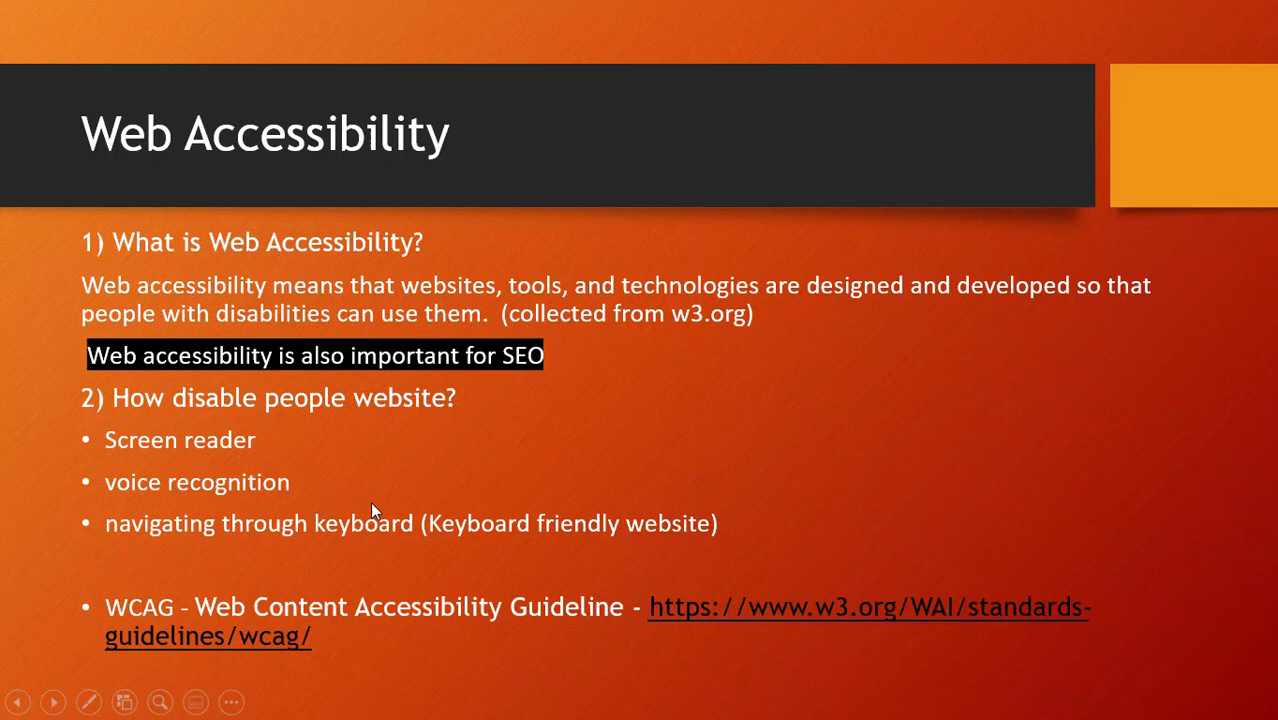 Web Accessibility
1) What is Web Accessibility?
Web accessibility means that websites, tools, and technologies are designed and developed so that
people with disabilities can use them.  (collected from w3.org)
Web accessibility is also important for SEO
2) How disable people website?
• Screen reader
• voice recognition
• navigating through keyboard (Keyboard friendly website)
• WCAG – Web Content Accessibility Guideline - https://www.w3.org/WAI/standards-
guidelines/wcag/